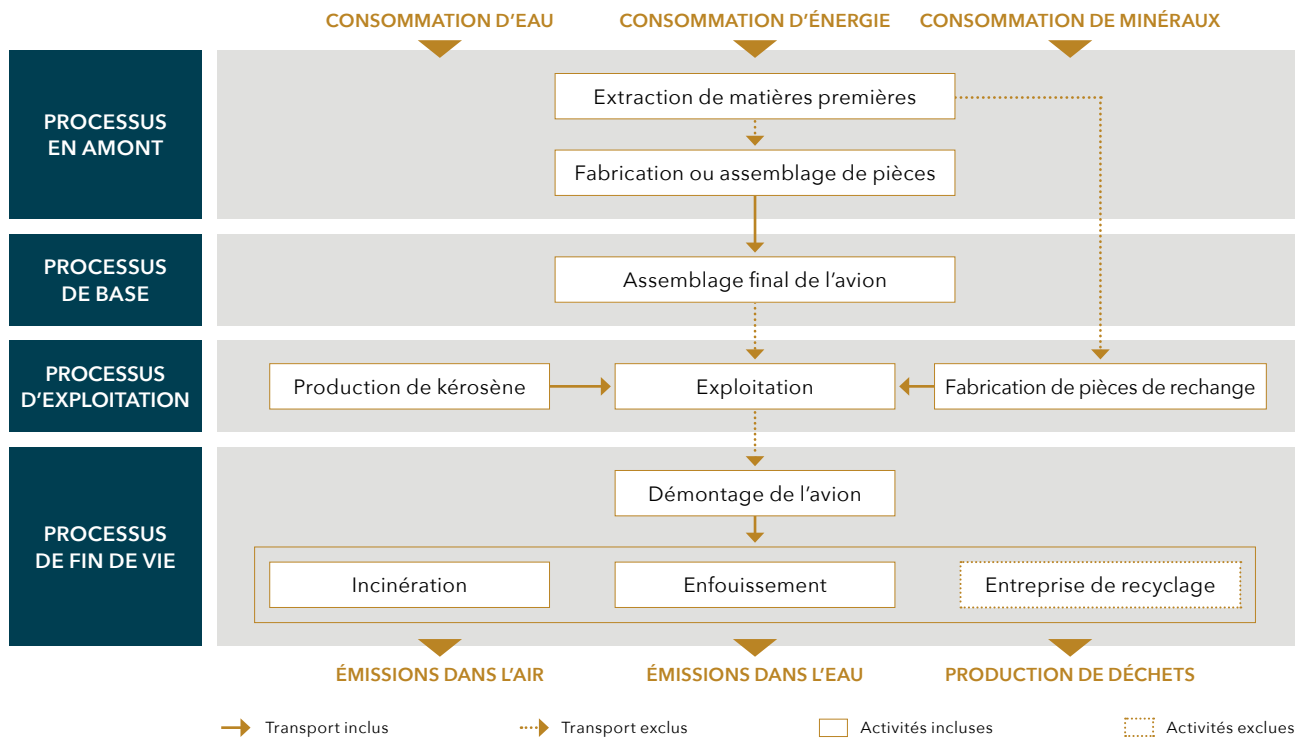 CONSOMMATION D'EAU
CONSOMMATION D'ÉNERGIE
CONSOMMATION DE MINÉRAUX
PROCESSUS
EN AMONT
Extraction de matières premières
Fabrication ou assemblage de pièces
PROCESSUS
DE BASE
Assemblage final de l'avion
PROCESSUS
D'EXPLOITATION
Production de kérosène
Exploitation
Fabrication de pièces de rechange
PROCESSUS
DE FIN DE VIE
Démontage de l'avion
Incinération
Enfouissement
Entreprise de recyclage
ÉMISSIONS DANS L'AIR
ÉMISSIONS DANS L'EAU
PRODUCTION DE DÉCHETS
Transport inclus
Transport exclus
Activités incluses
Activités exclues